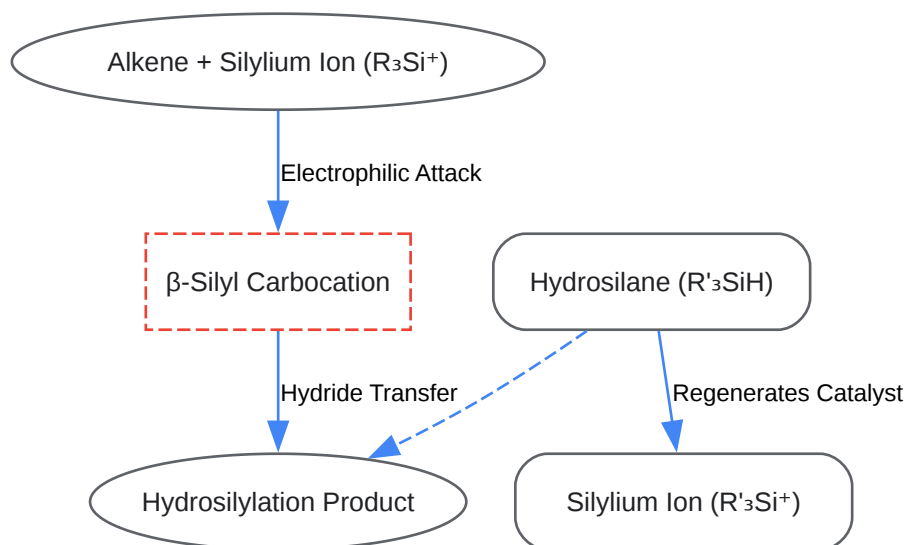 Alkene + Silylium Ion (R₃Si⁺)
Electrophilic Attack
β-Silyl Carbocation
Hydrosilane (R'₃SiH)
Hydride Transfer
Regenerates Catalyst
Hydrosilylation Product
Silylium Ion (R'₃Si⁺)